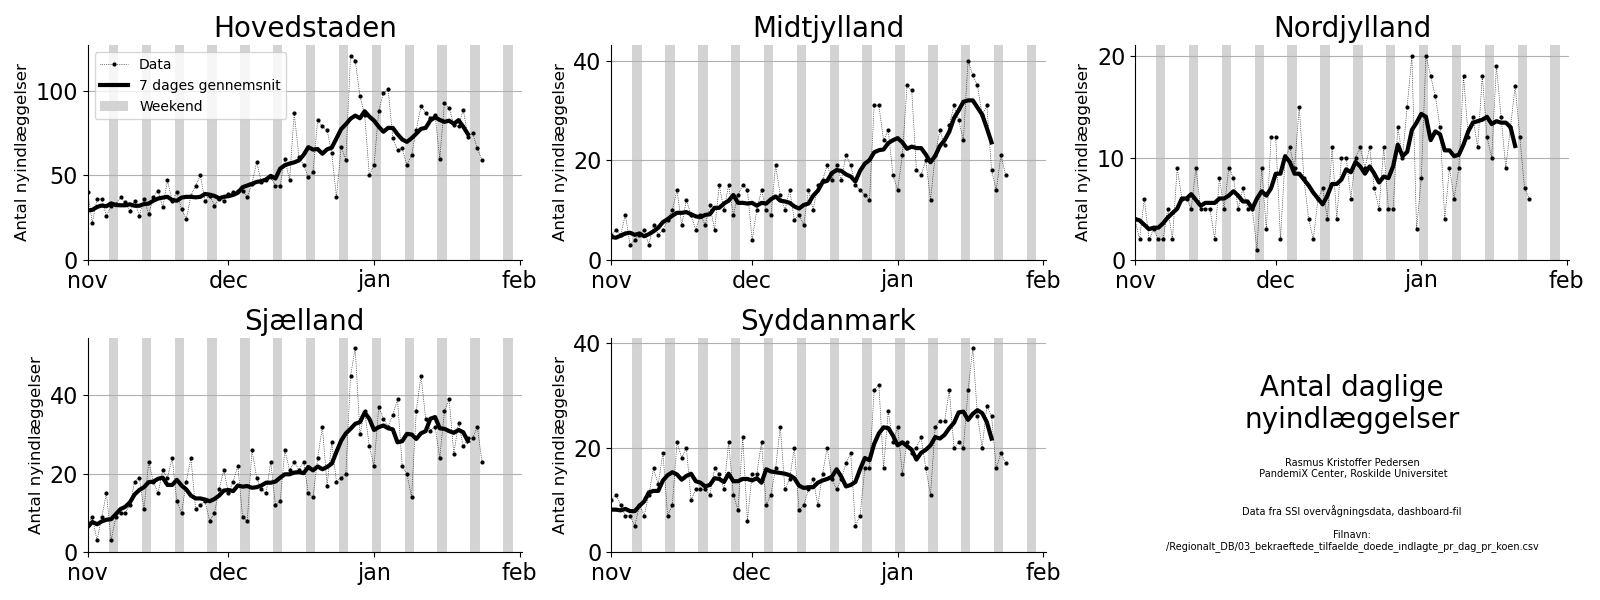 Hovedstaden
Antal nyindlæggelser
100
50
0
Data
7 dages gennemsnit
Weekend
nov
dec
jan
feb
Midtjylland
Antal nyindlæggelser
40
20
0
nov
dec
jan
feb
Nordjylland
Antal nyindlæggelser
20
10
0
nov
dec
jan
feb
Sjælland
Antal nyindlæggelser
40
20
0
nov
dec
jan
feb
Syddanmark
Antal nyindlæggelser
40
20
0
nov
dec
jan
feb
Antal daglige
nyindlæggelser
Rasmus Kristoffer Pedersen
PandemiX Center, Roskilde Universitet
Data fra SSI overvågningsdata, dashboard-fil
Filnavn:
/Regionalt_DB/03_bekraeftede_tilfaelde_doede_indlagte_pr_dag_pr_koen.csv